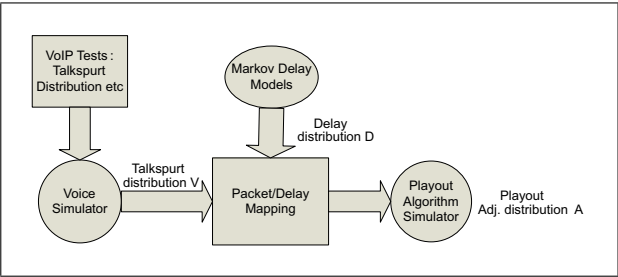 VoIP Tests :
Talkspurt
Distribution etc
Markov Delay
Models
Delay
distribution D
Talkspurt
distribution V
Voice
Simulator
Packet/Delay
Mapping
Playout
Algorithm
Simulator
Playout
Adj. distribution A